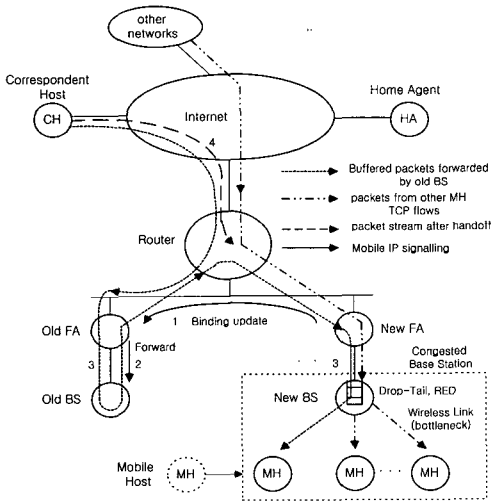 other
networks
Correspondent
Host
CH
Internet
Home Agent
HA
4
Buffered packets forwarded
by old BS
packets from other MH
TCP flows
packet stream after handoff
Mobile IP signalling
Router
Old FA
1 Binding update
New FA
Forward
3 2
3
Congested
Base Station
Old BS
New BS
Drop-Tail, RED
Wireless Link
(bottleneck)
Mobile
Host
MH
MH
MH
MH